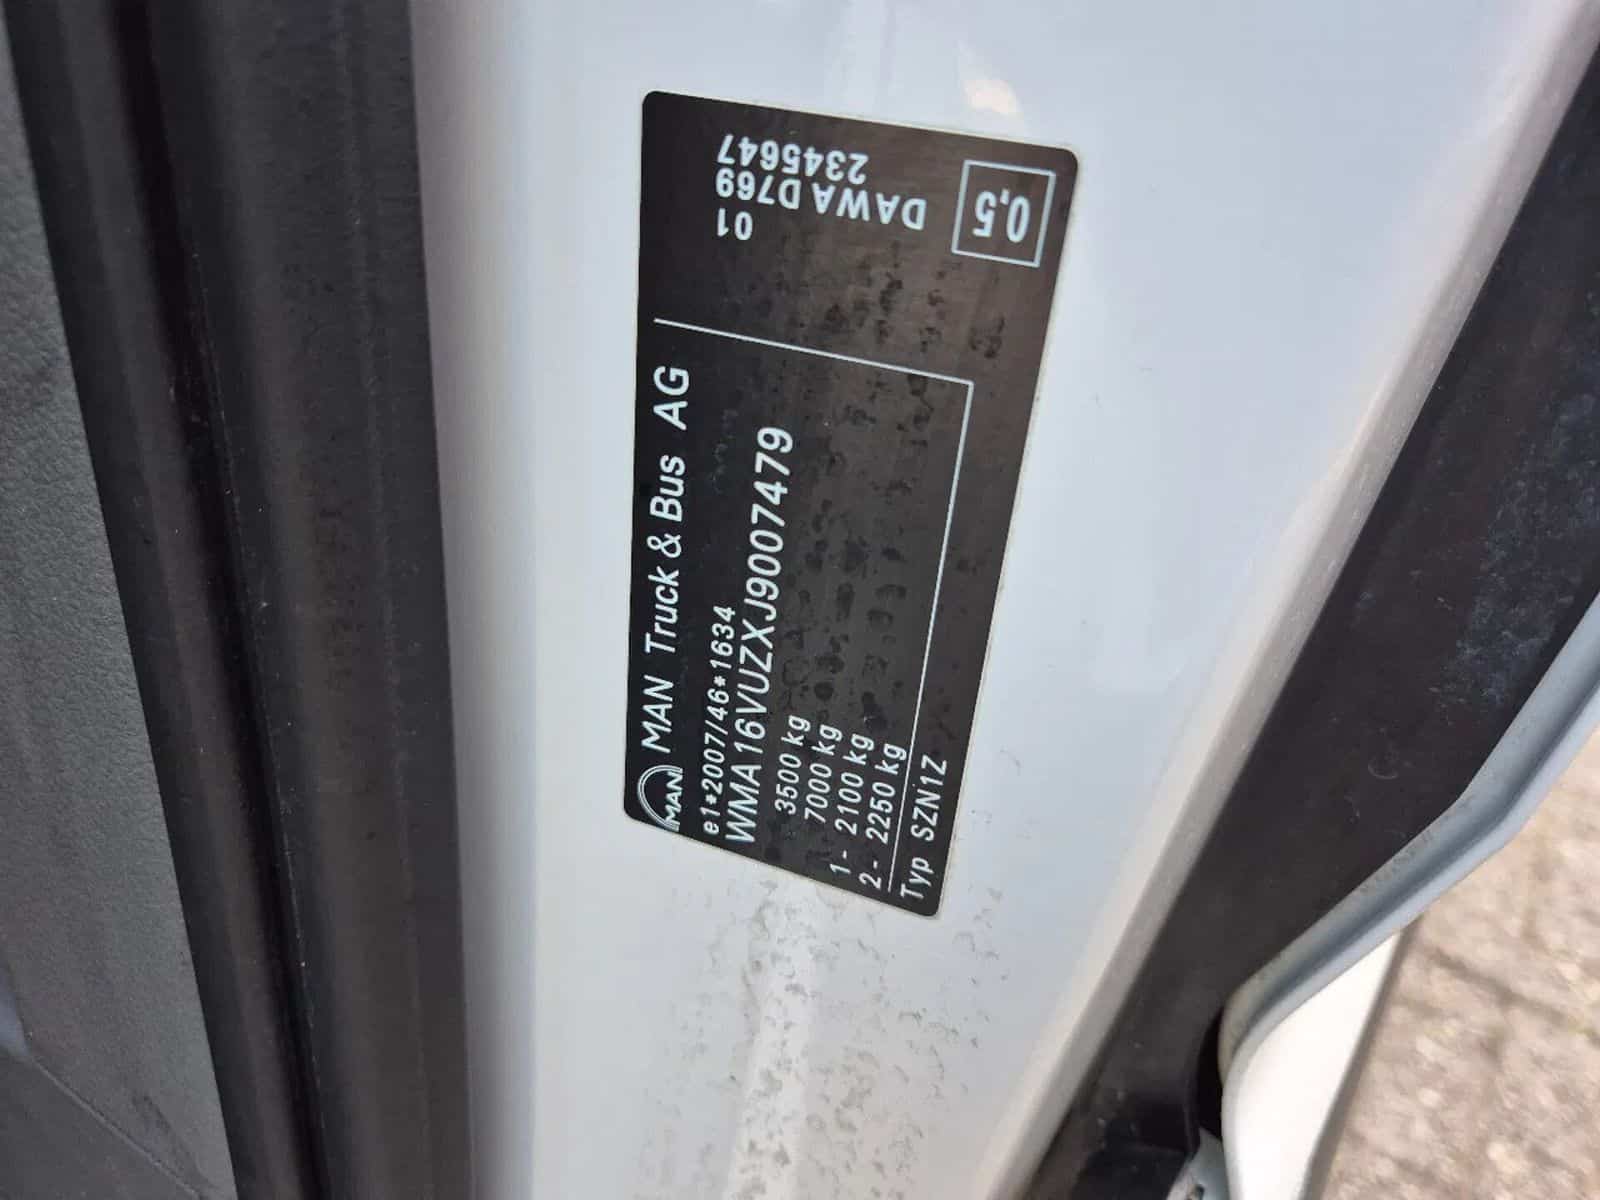 MAN
MAN Truck & Bus AG
e1*2007/46*1634
WMA16VUZXJ9007479
3500 kg
7000 kg
1- 2100 kg
2- 2250 kg
Typ SZN1Z
0,5
01
DAWA D769
2345647